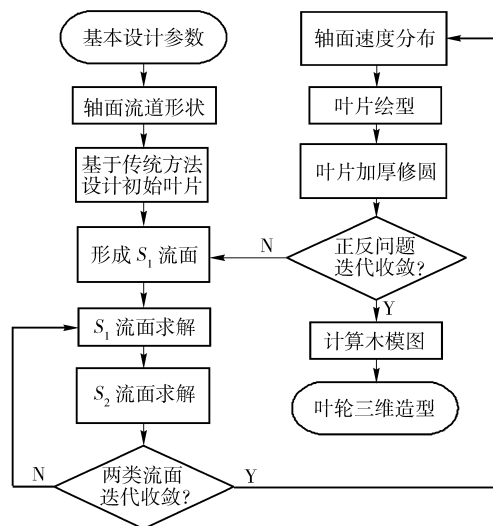 基本设计参数
轴面流道形状
基于传统方法
设计初始叶片
形成 S₁ 流面
S₁ 流面求解
S₂ 流面求解
两类流面
迭代收敛?
N
Y
轴面速度分布
叶片绘型
叶片加厚修圆
正反问题
迭代收敛?
N
Y
计算木模图
叶轮三维造型